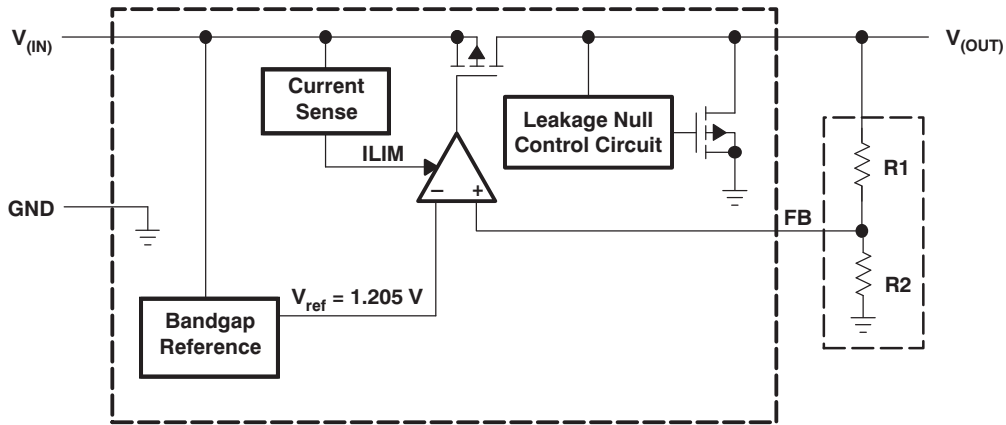 V(IN)
V(OUT)
Current
Sense
Leakage Null
Control Circuit
ILIM
R1
– +
GND
FB
R2
Vref = 1.205 V
Bandgap
Reference